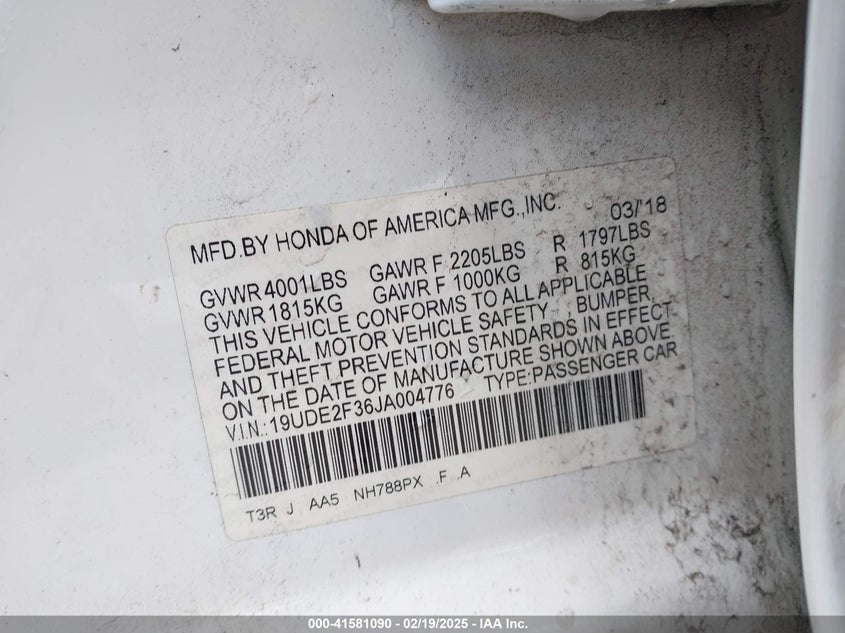 MFD.BY HONDA OF AMERICA MFG.,INC. 03/'18
GVWR 4001LBS GAWR F 2205LBS R 1797LBS
GVWR 1815KG GAWR F 1000KG R 815KG
THIS VEHICLE CONFORMS TO ALL APPLICABLE
FEDERAL MOTOR VEHICLE SAFETY , BUMPER
AND THEFT PREVENTION STANDARDS IN EFFECT
ON THE DATE OF MANUFACTURE SHOWN ABOVE
V.I.N.:19UDE2F36JA004776 TYPE:PASSENGER CAR
T3R J AA5 NH788PX .F .A
000-41581090 - 02/19/2025 - IAA Inc.